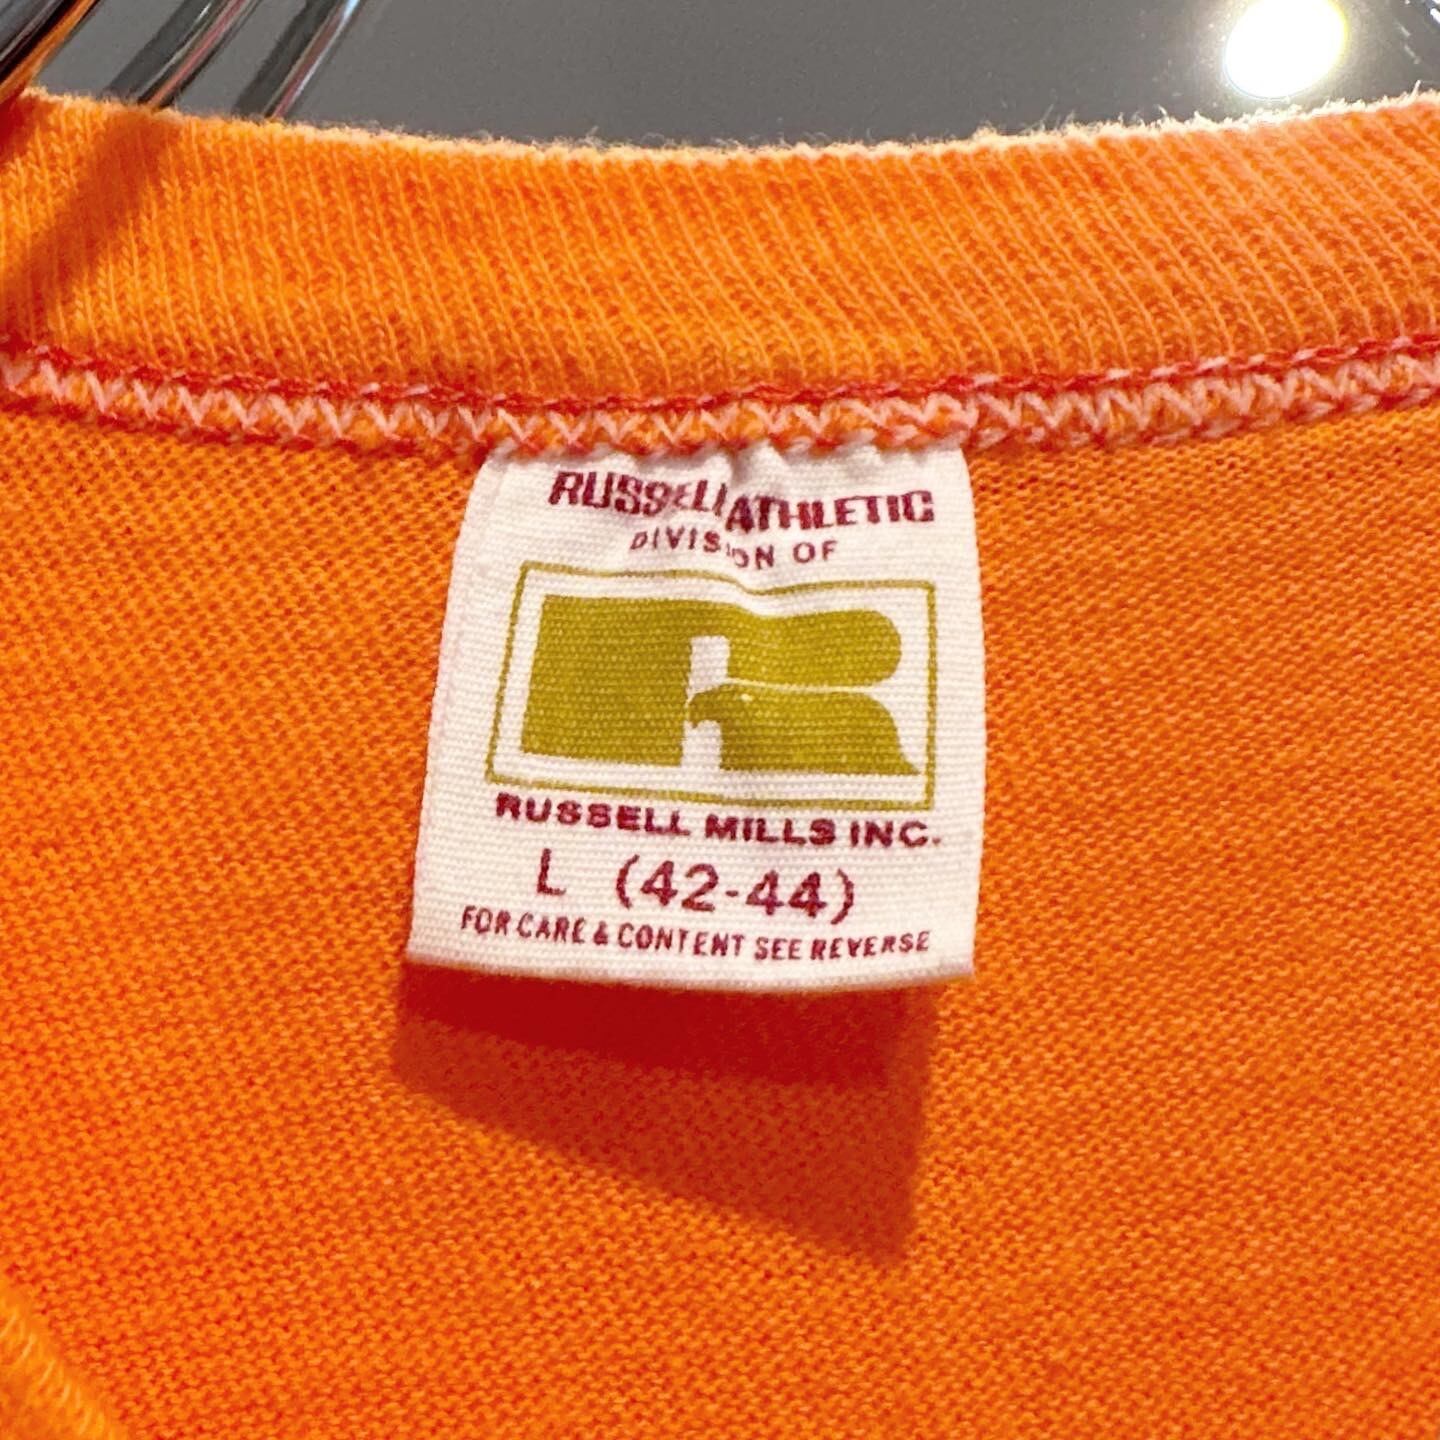 RUSSELL ATHLETIC
DIVISION OF
R
RUSSELL MILLS INC.
L (42-44)
FOR CARE & CONTENT SEE REVERSE